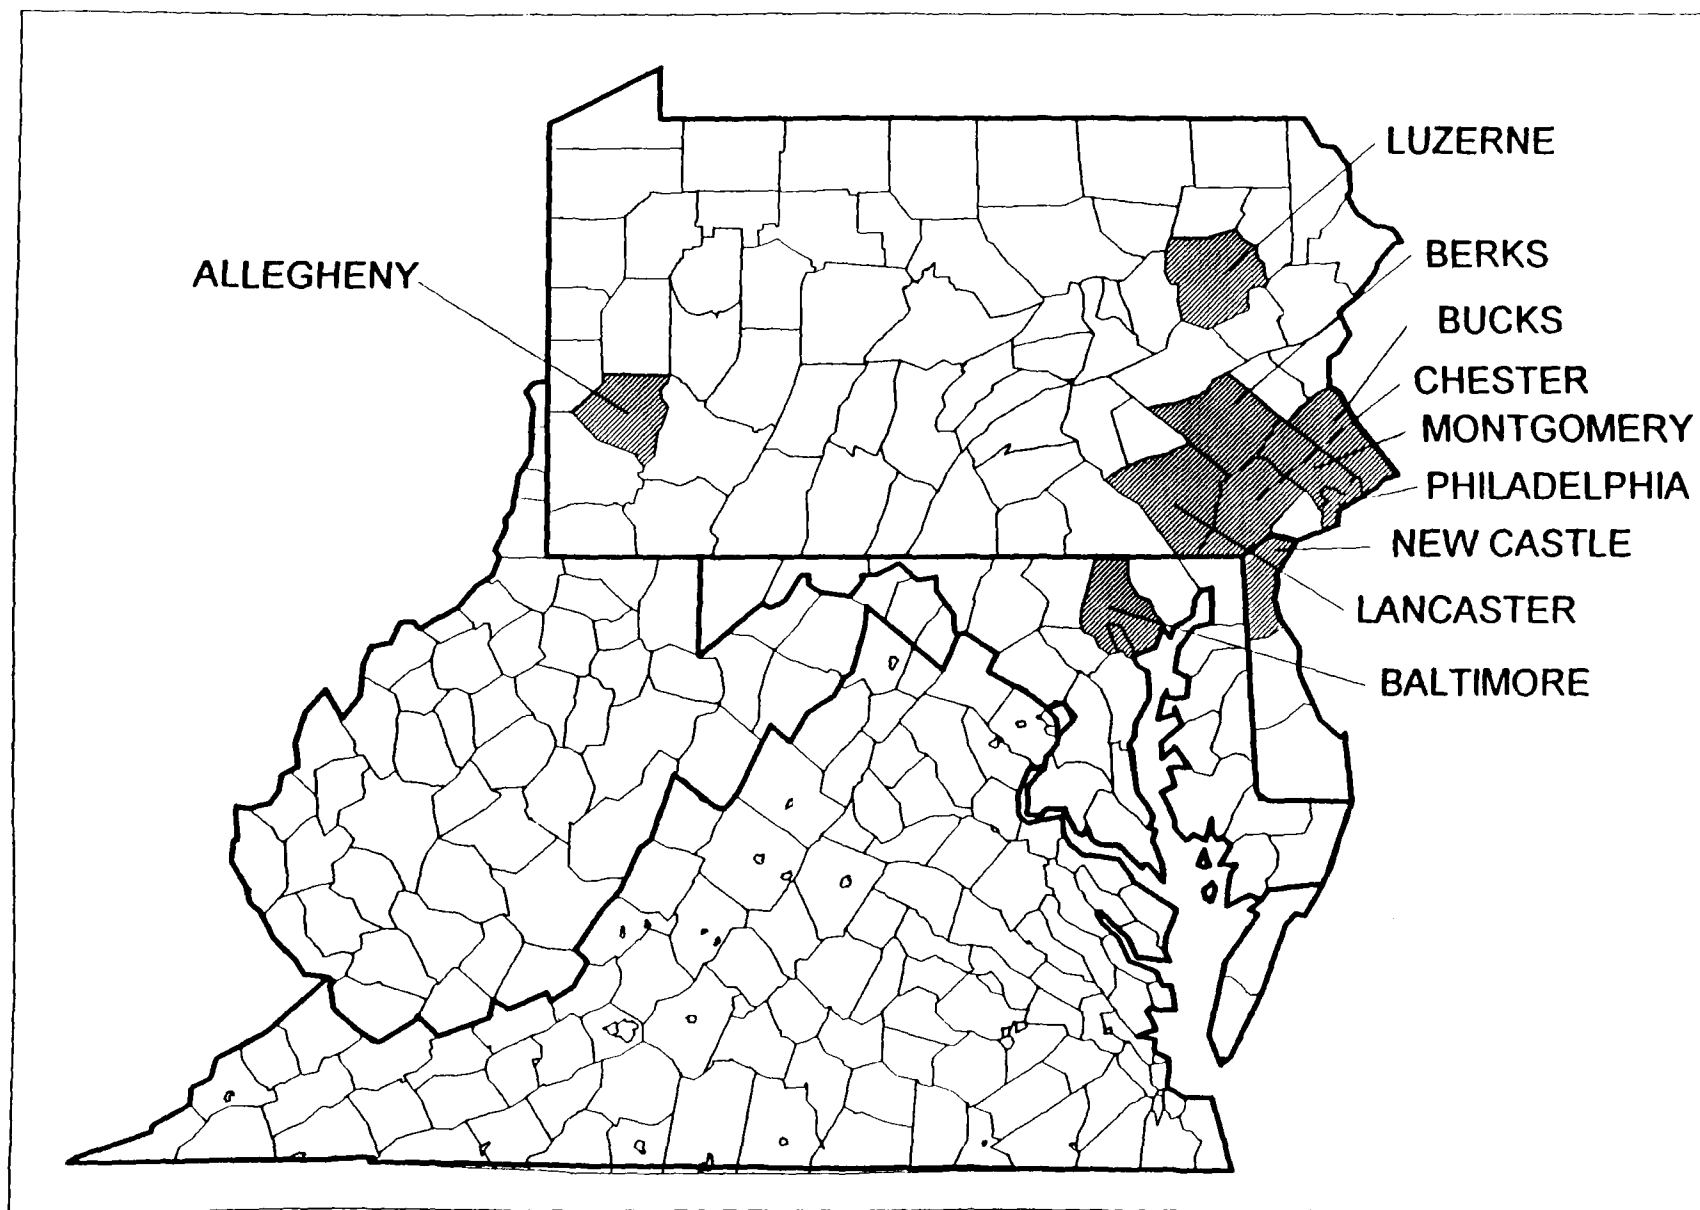 LUZERNE
BERKS
ALLEGHENY
BUCKS
CHESTER
MONTGOMERY
PHILADELPHIA
NEW CASTLE
LANCASTER
BALTIMORE